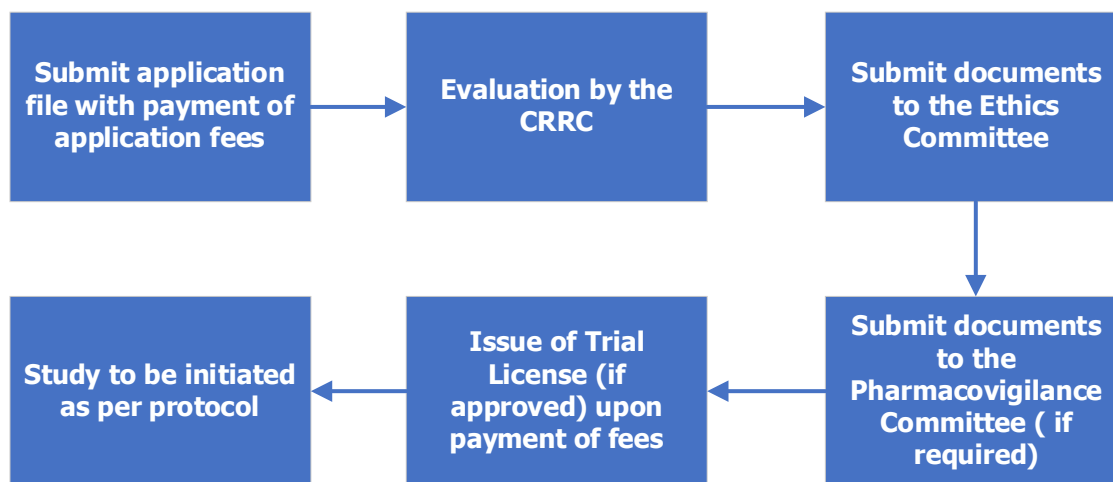 Submit application
file with payment of
application fees
Evaluation by the
CRRC
Submit documents
to the Ethics
Committee
Submit documents
to the
Pharmacovigilance
Committee ( if
required)
Issue of Trial
License (if
approved) upon
payment of fees
Study to be initiated
as per protocol